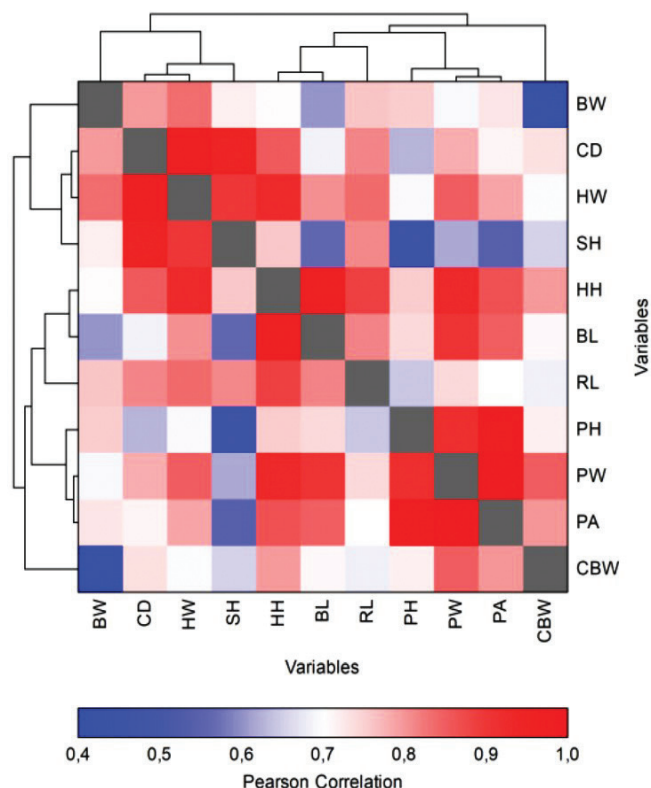 BW
CD
HW
SH
HH
BL
RL
PH
PW
PA
CBW
Variables
BW CD HW SH HH BL RL PH PW PA CBW
Variables
0,4 0,5 0,6 0,7 0,8 0,9 1,0
Pearson Correlation